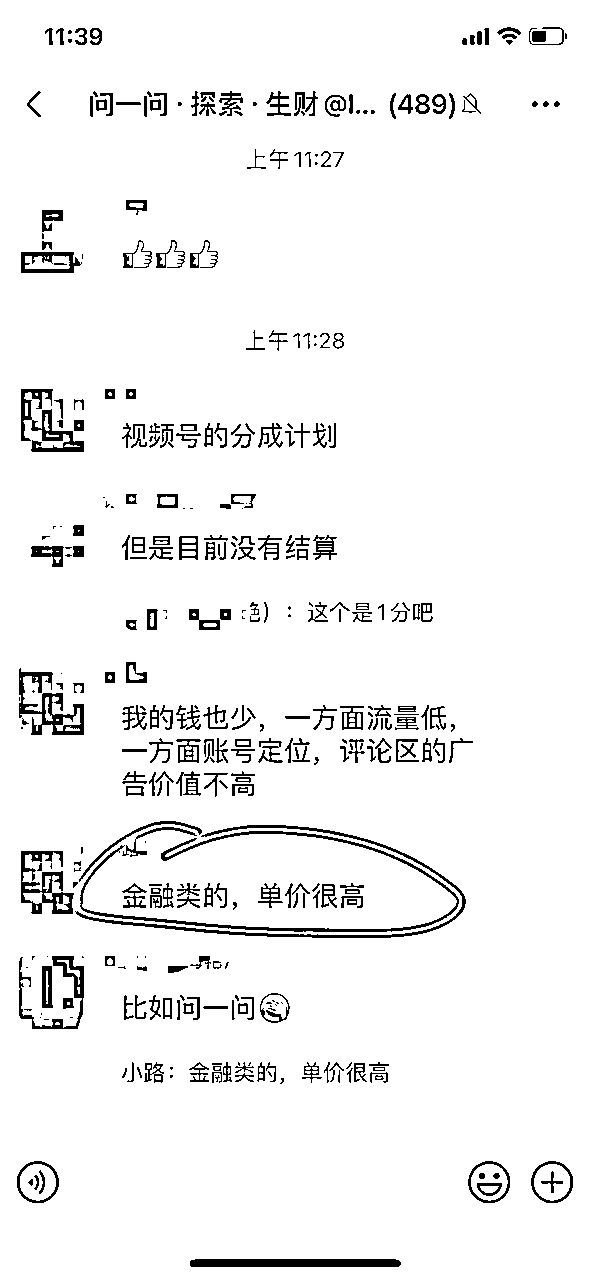 11:39
问一问·探索·生财@l... (489)
上午11:27
👍👍👍
上午11:28
视频号的分成计划
但是目前没有结算
: 这个是1分吧
我的钱也少，一方面流量低，
一方面账号定位，评论区的广
告价值不高
金融类的，单价很高
比如问一问
小路：金融类的，单价很高